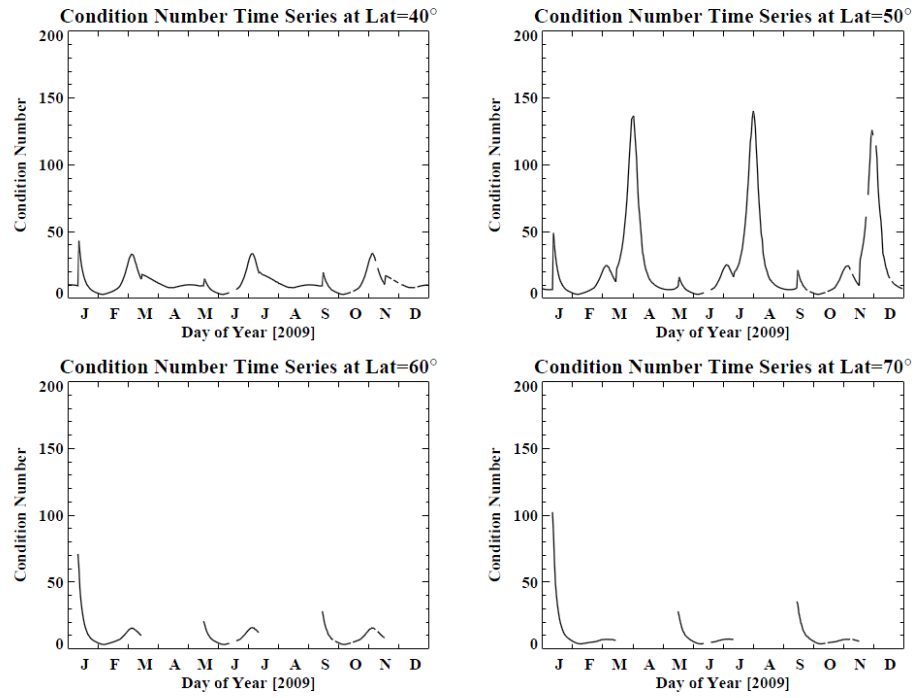 Condition Number Time Series at Lat=40°
200
150
100
50
0
Condition Number
J F M A M J J A S O N D
Day of Year [2009]
Condition Number Time Series at Lat=50°
200
150
100
50
0
Condition Number
J F M A M J J A S O N D
Day of Year [2009]
Condition Number Time Series at Lat=60°
200
150
100
50
0
Condition Number
J F M A M J J A S O N D
Day of Year [2009]
Condition Number Time Series at Lat=70°
200
150
100
50
0
Condition Number
J F M A M J J A S O N D
Day of Year [2009]